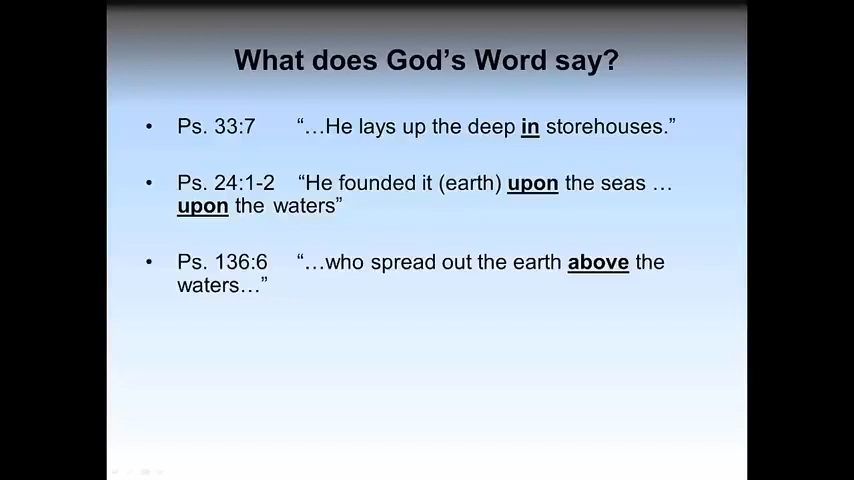 What does God's Word say?
• Ps. 33:7 “…He lays up the deep in storehouses.”
• Ps. 24:1-2 “He founded it (earth) upon the seas …
upon the waters”
• Ps. 136:6 “…who spread out the earth above the
waters…”